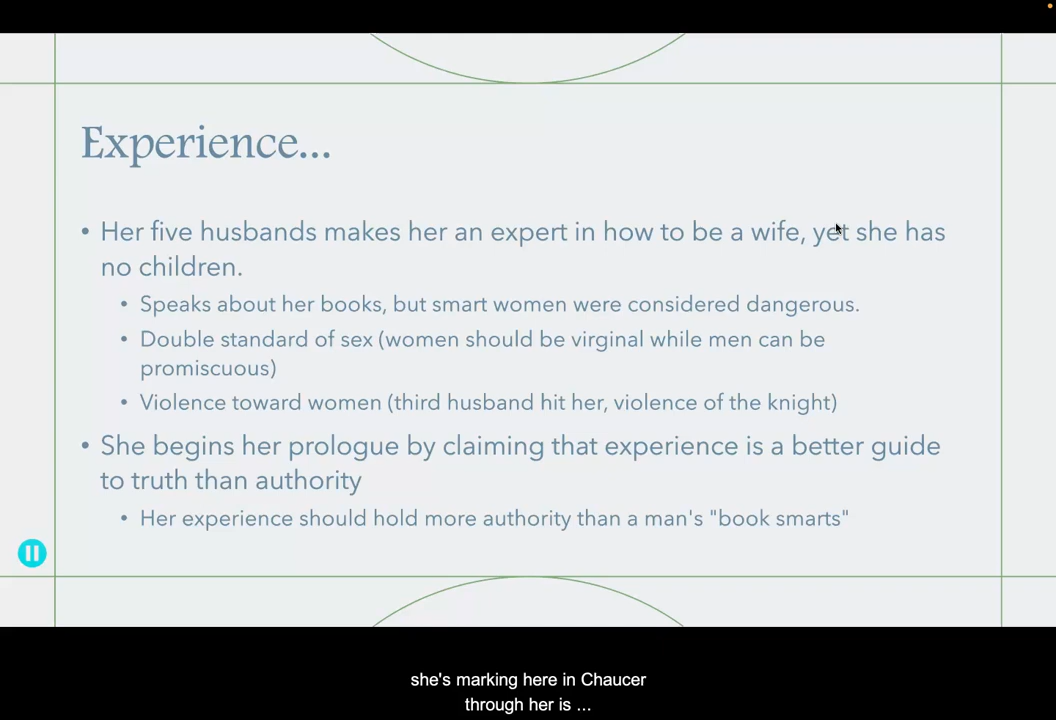 Experience...
• Her five husbands makes her an expert in how to be a wife, yet she has
no children.
• Speaks about her books, but smart women were considered dangerous.
• Double standard of sex (women should be virginal while men can be
promiscuous)
• Violence toward women (third husband hit her, violence of the knight)
• She begins her prologue by claiming that experience is a better guide
to truth than authority
• Her experience should hold more authority than a man's "book smarts"
she's marking here in Chaucer
through her is ...